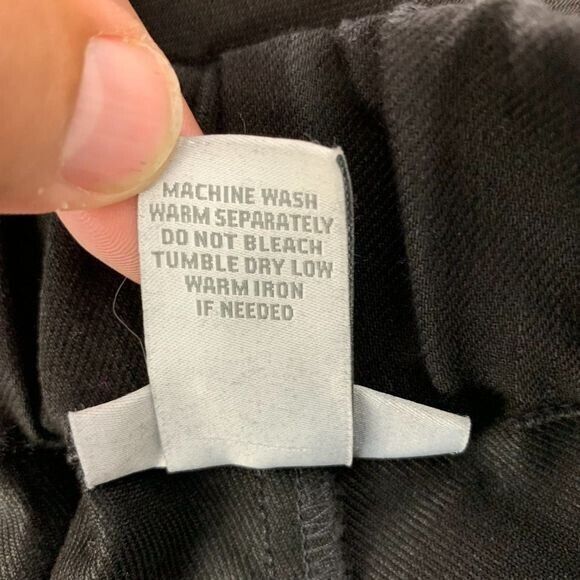 MACHINE WASH
WARM SEPARATELY
DO NOT BLEACH
TUMBLE DRY LOW
WARM IRON
IF NEEDED